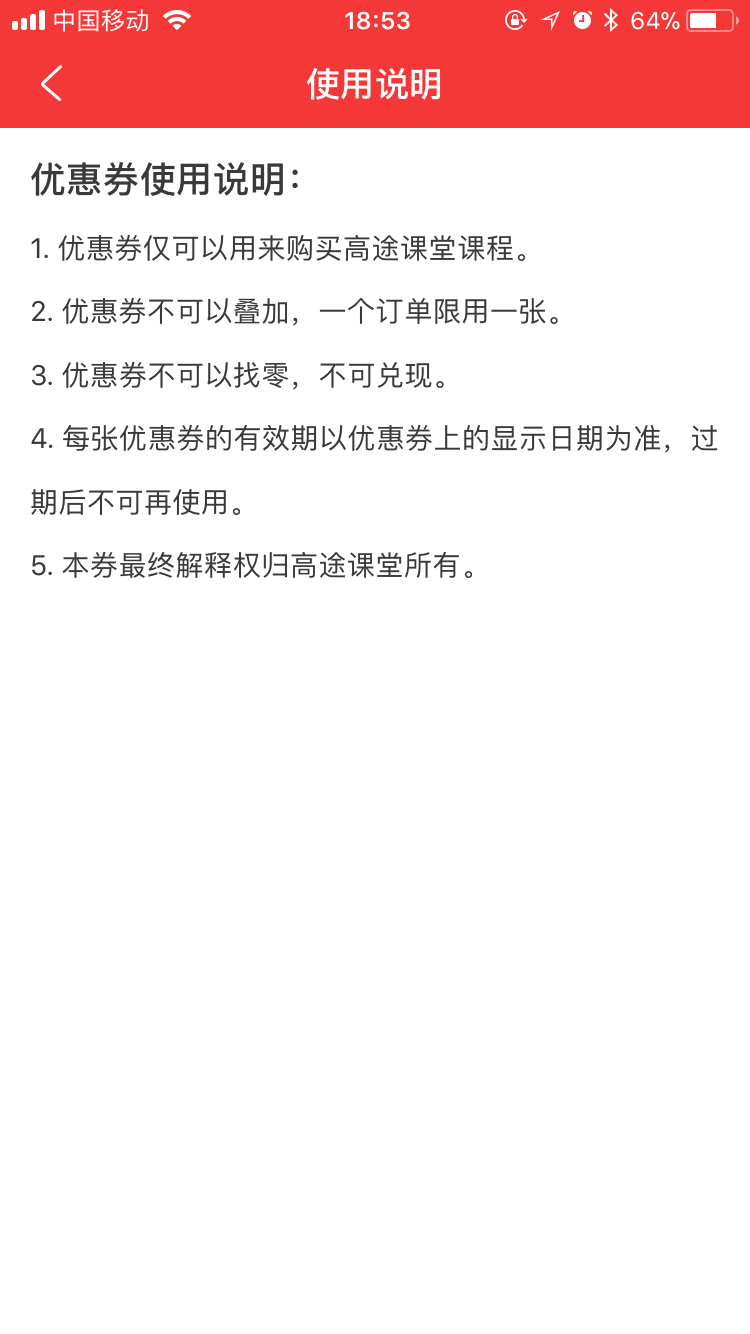 中国移动 18:53 64%
使用说明
优惠券使用说明：
1. 优惠券仅可以用来购买高途课堂课程。
2. 优惠券不可以叠加，一个订单限用一张。
3. 优惠券不可以找零，不可兑现。
4. 每张优惠券的有效期以优惠券上的显示日期为准，过
期后不可再使用。
5. 本券最终解释权归高途课堂所有。